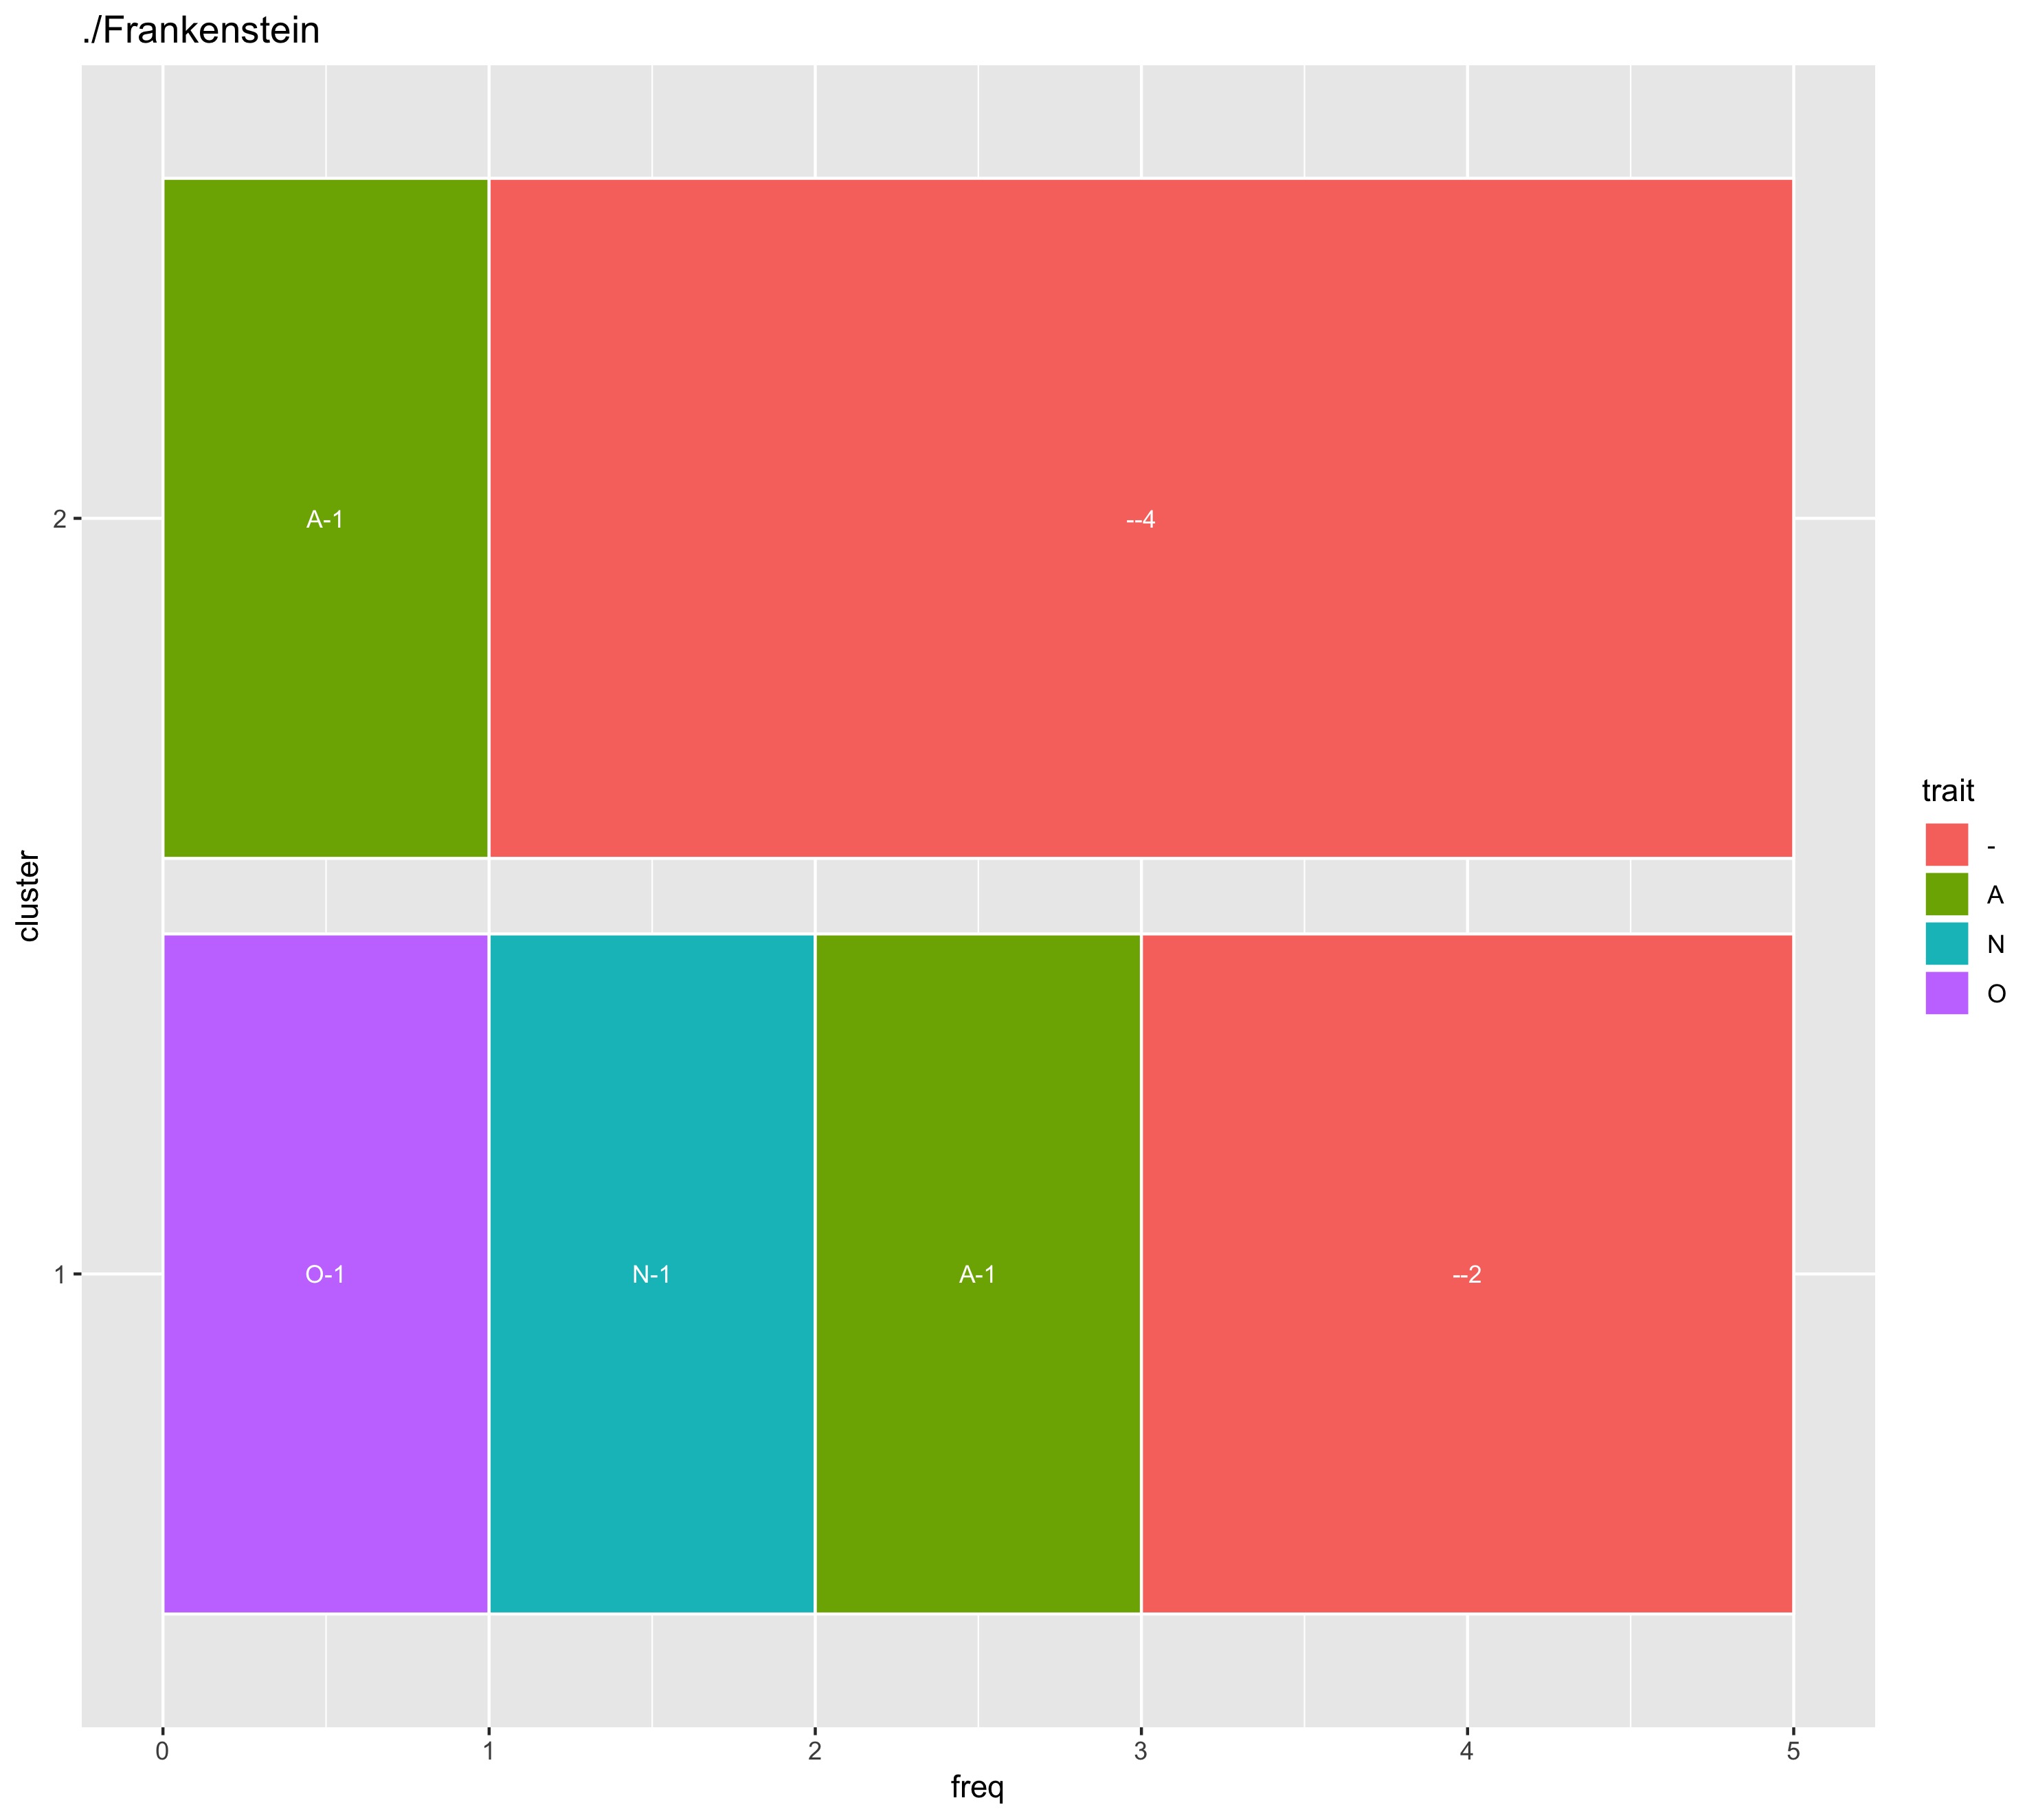 ./Frankenstein
2
A-1
--4
cluster
1
O-1
N-1
A-1
--2
0
1
2
3
4
5
freq
trait
-
A
N
O